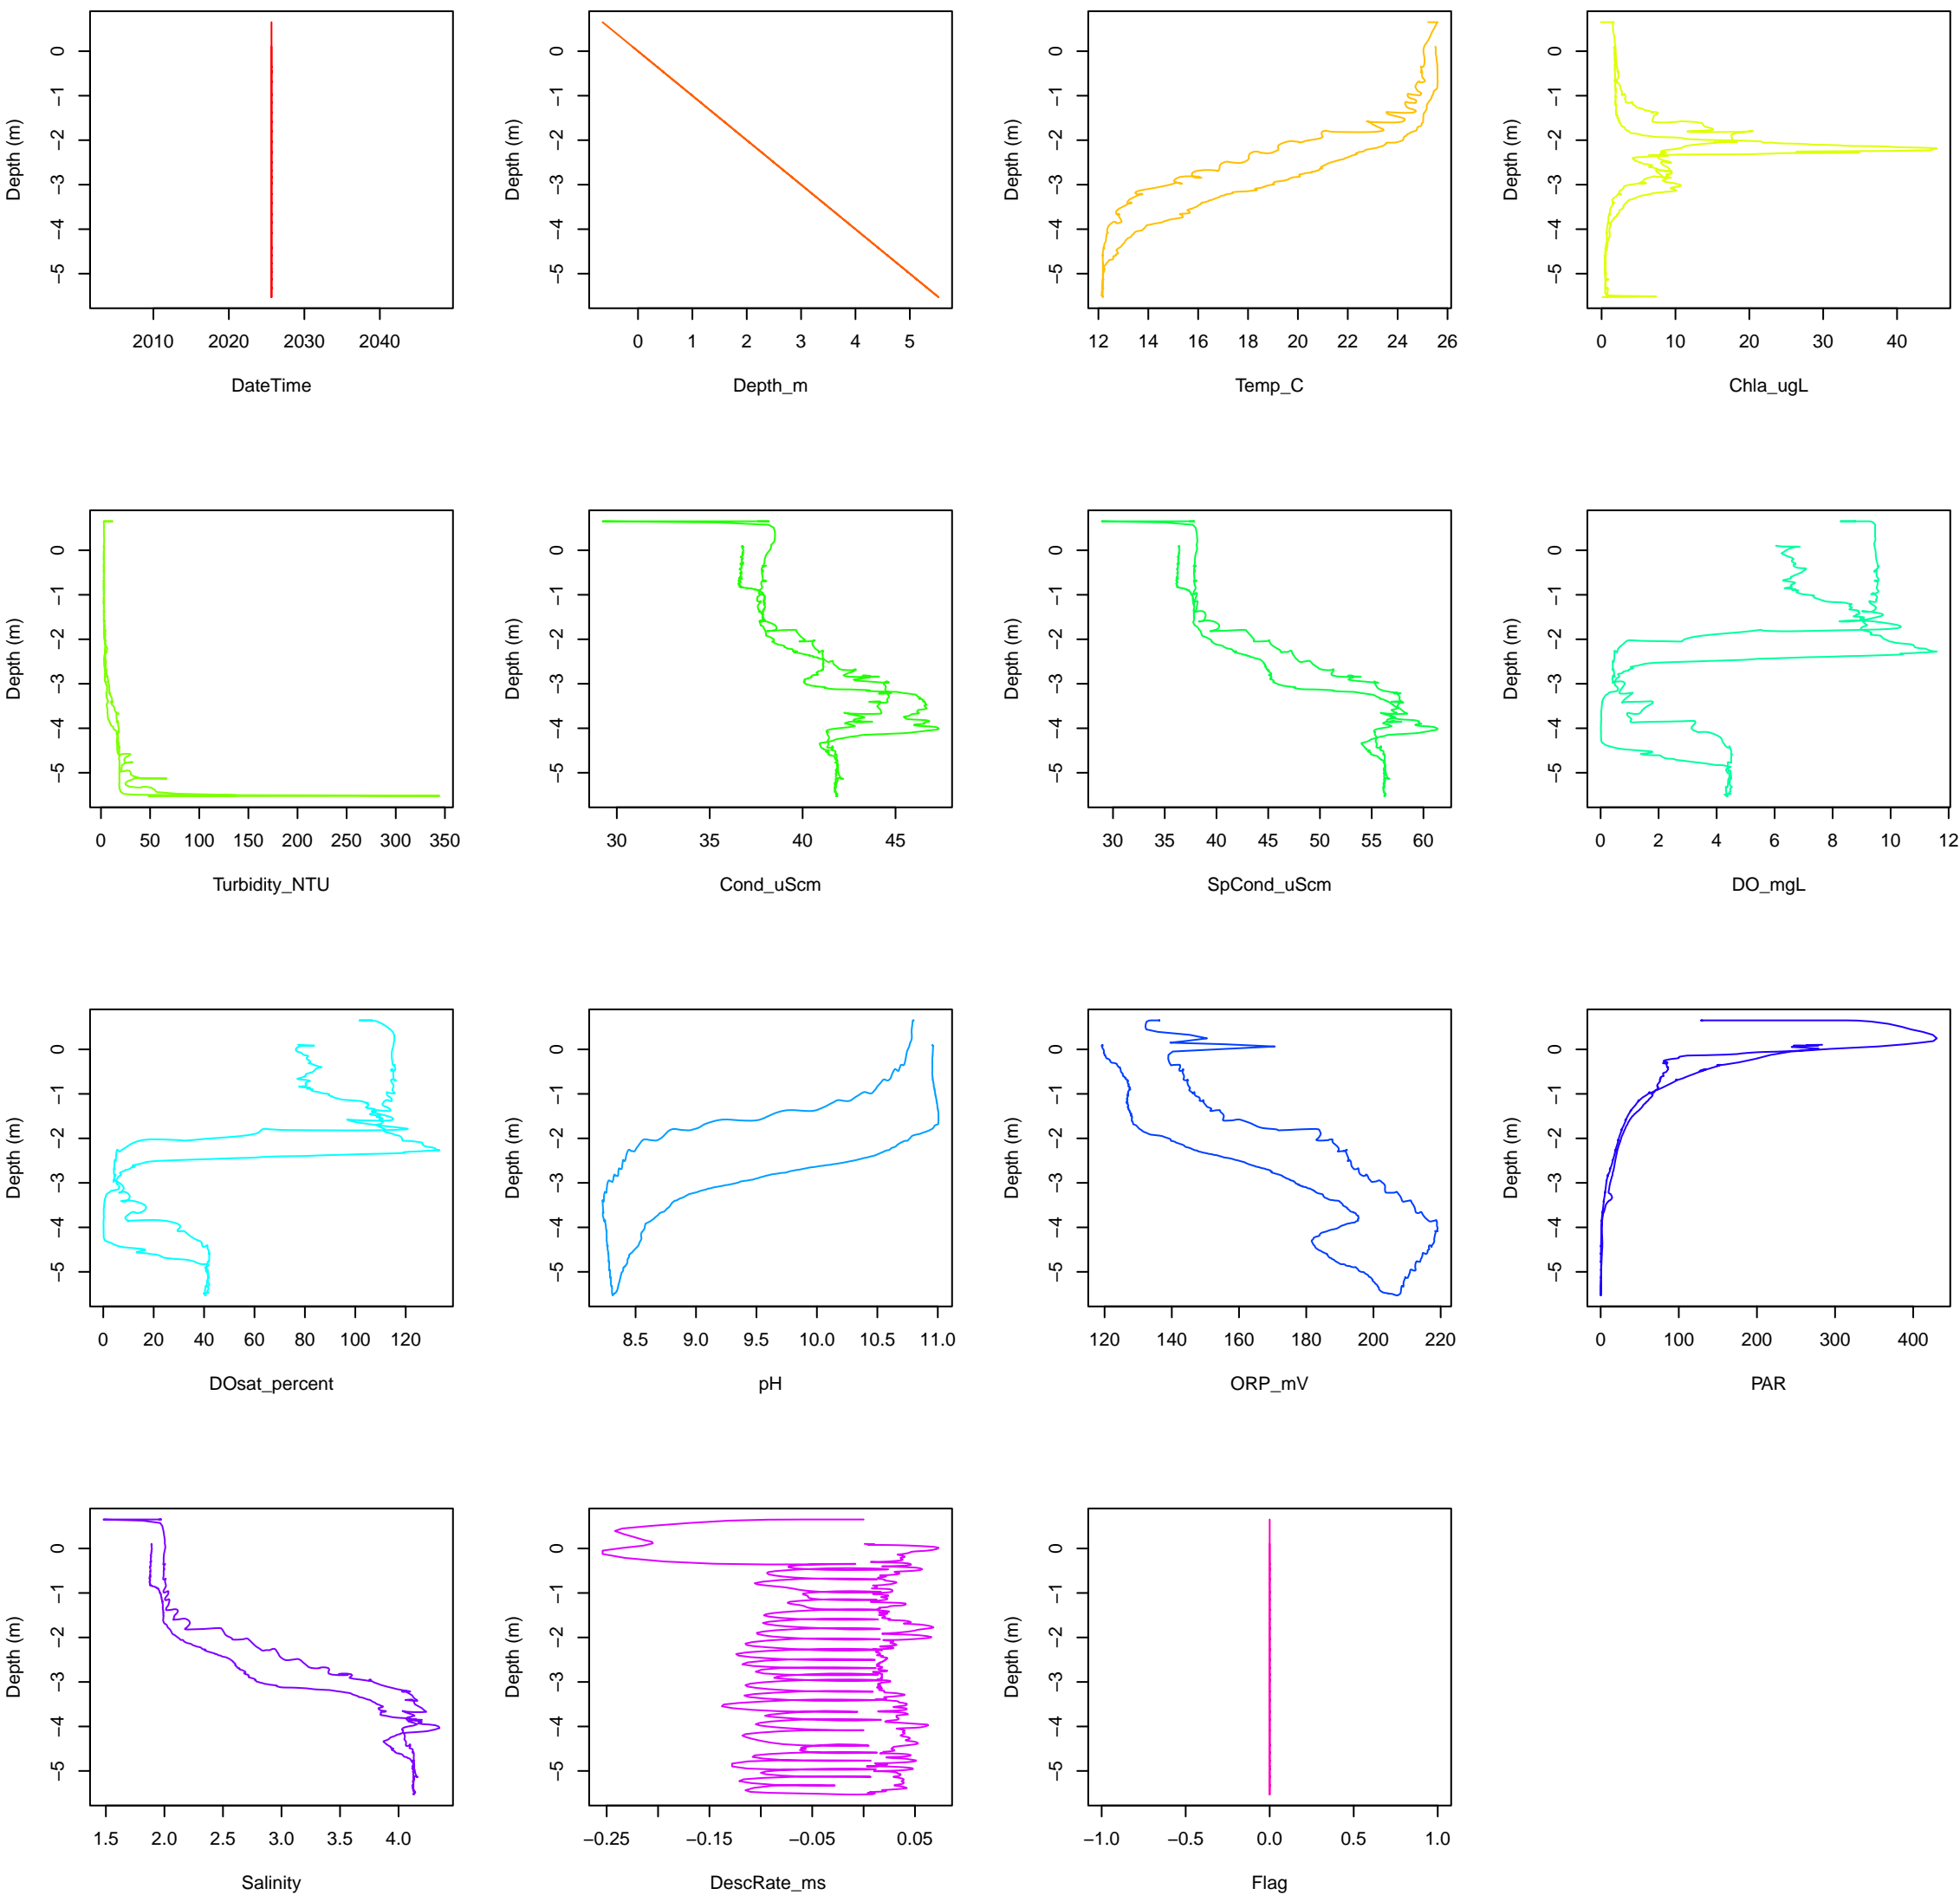 Depth (m)
0
−1
−2
−3
−4
−5
2010 2020 2030 2040
DateTime
Depth (m)
0
−1
−2
−3
−4
−5
0 1 2 3 4 5
Depth_m
Depth (m)
0
−1
−2
−3
−4
−5
12 14 16 18 20 22 24 26
Temp_C
Depth (m)
0
−1
−2
−3
−4
−5
0 10 20 30 40
Chla_ugL
Depth (m)
0
−1
−2
−3
−4
−5
0 50 100 150 200 250 300 350
Turbidity_NTU
Depth (m)
0
−1
−2
−3
−4
−5
30 35 40 45
Cond_uScm
Depth (m)
0
−1
−2
−3
−4
−5
30 35 40 45 50 55 60
SpCond_uScm
Depth (m)
0
−1
−2
−3
−4
−5
0 2 4 6 8 10 12
DO_mgL
Depth (m)
0
−1
−2
−3
−4
−5
0 20 40 60 80 100 120
DOsat_percent
Depth (m)
0
−1
−2
−3
−4
−5
8.5 9.0 9.5 10.0 10.5 11.0
pH
Depth (m)
0
−1
−2
−3
−4
−5
120 140 160 180 200 220
ORP_mV
Depth (m)
0
−1
−2
−3
−4
−5
0 100 200 300 400
PAR
Depth (m)
0
−1
−2
−3
−4
−5
1.5 2.0 2.5 3.0 3.5 4.0
Salinity
Depth (m)
0
−1
−2
−3
−4
−5
−0.25 −0.15 −0.05 0.05
DescRate_ms
Depth (m)
0
−1
−2
−3
−4
−5
−1.0 −0.5 0.0 0.5 1.0
Flag